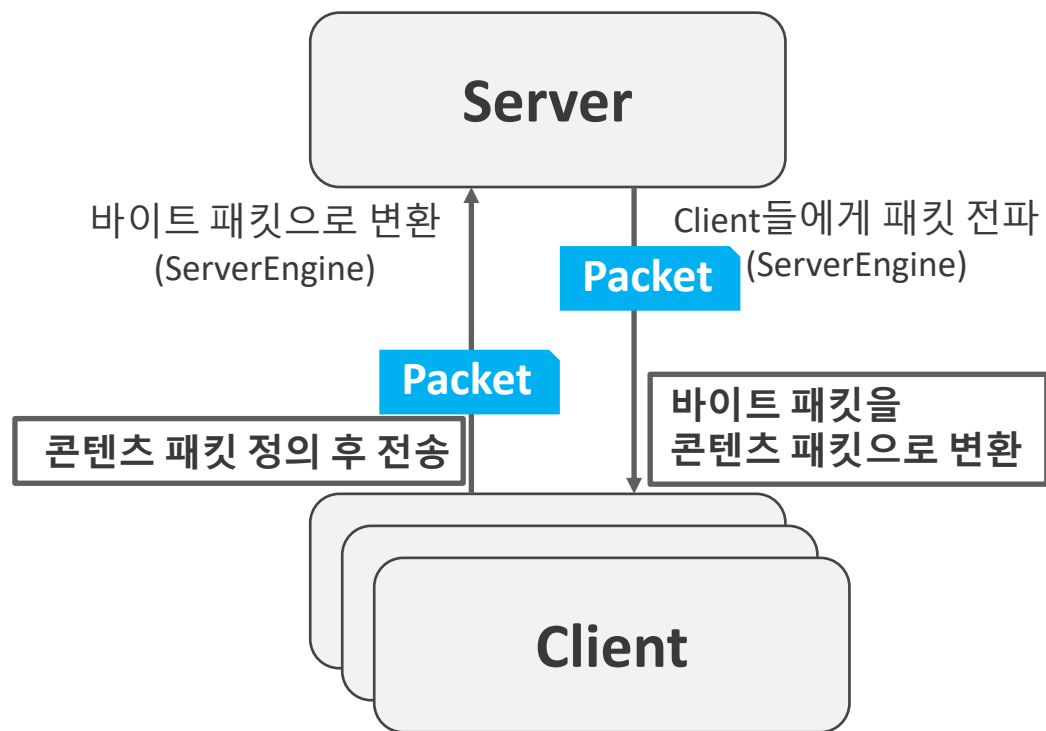 Server
바이트 패킷으로 변환
(ServerEngine)
Client들에게 패킷 전파
(ServerEngine)
Packet
Packet
콘텐츠 패킷 정의 후 전송
바이트 패킷을
콘텐츠 패킷으로 변환
Client